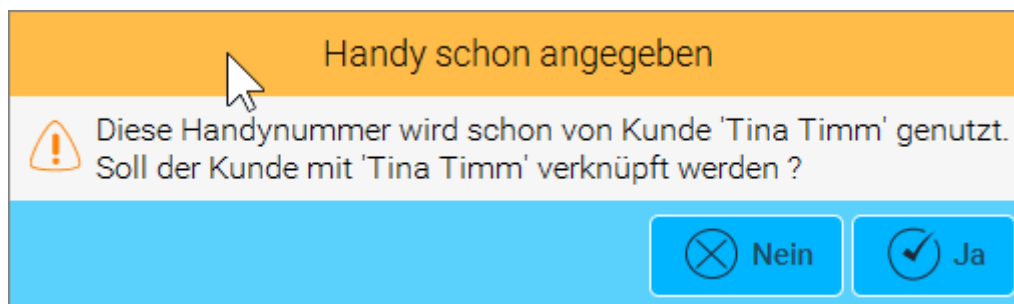 Handy schon angegeben
Diese Handynummer wird schon von Kunde 'Tina Timm' genutzt.
Soll der Kunde mit 'Tina Timm' verknüpft werden ?
Nein
Ja